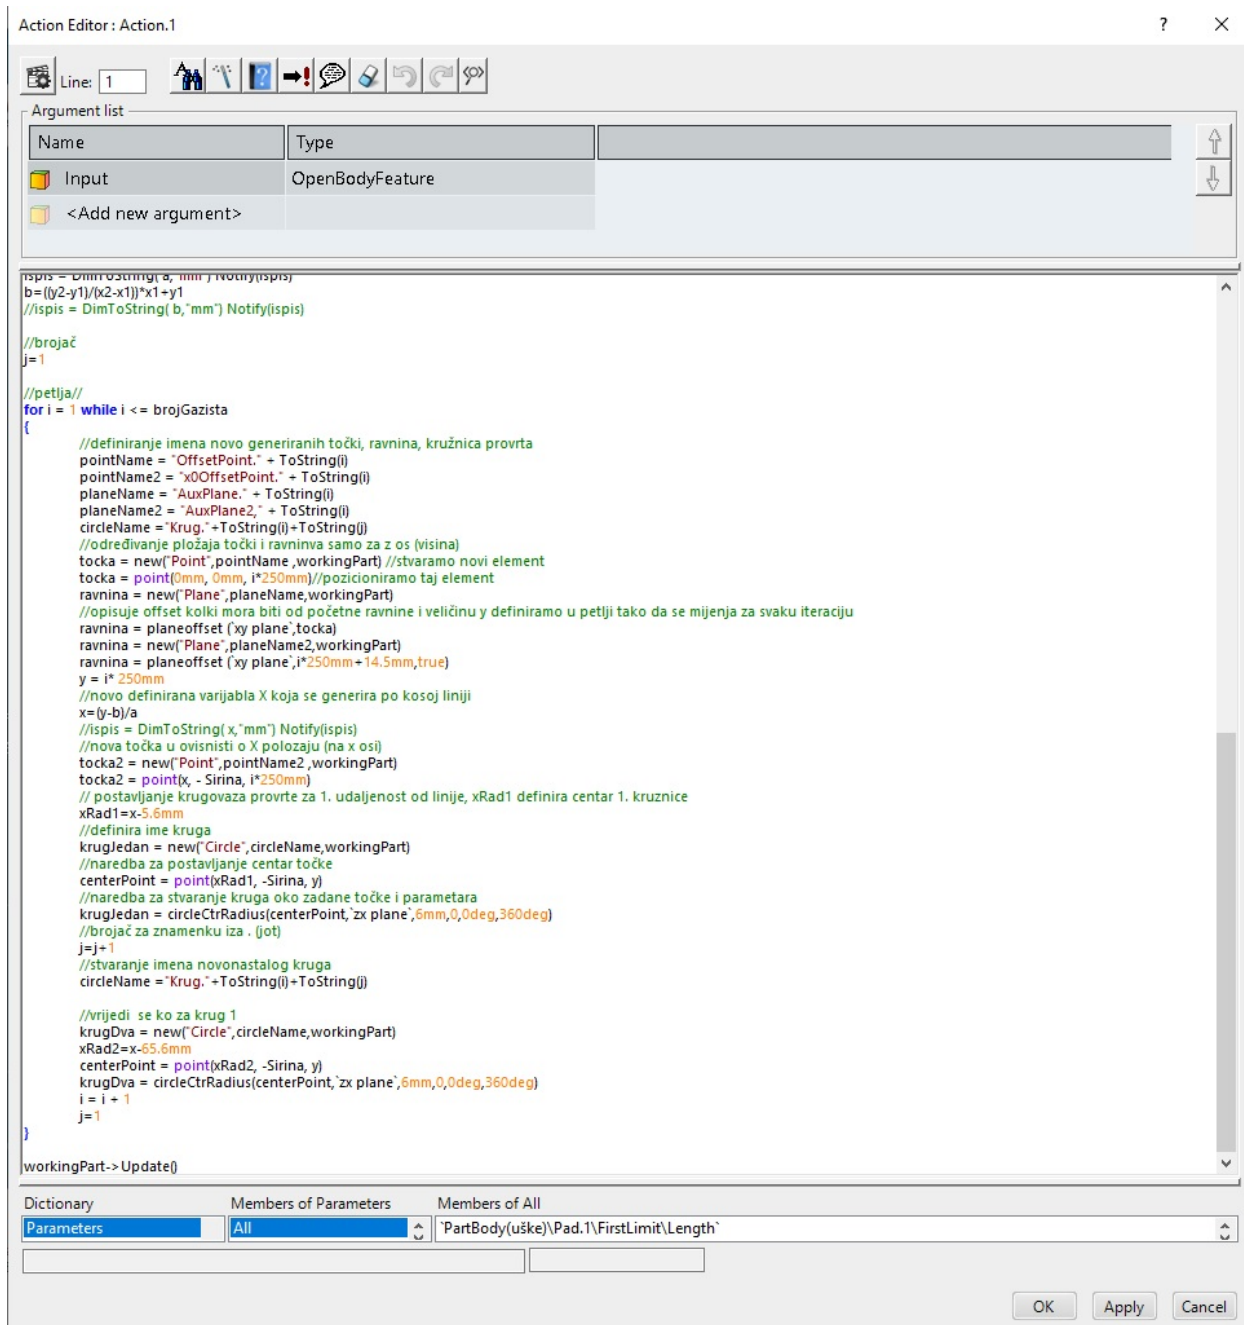 Action Editor : Action.1
?
Line: 1
Argument list
Name Type
Input OpenBodyFeature
<Add new argument>
ispis = DimToString( a, "mm") Notify(ispis)
b=((y2-y1)/(x2-x1))*x1+y1
//ispis = DimToString( b,"mm") Notify(ispis)
//brojač
j=1
//petlja//
for i = 1 while i <= brojGazista
{
//definiranje imena novo generiranih točki, ravnina, kružnica provrta
pointName = "OffsetPoint." + ToString(i)
pointName2 = "x0OffsetPoint." + ToString(i)
planeName = "AuxPlane." + ToString(i)
planeName2 = "AuxPlane2," + ToString(i)
circleName ="Krug."+ToString(i)+ToString(j)
//određivanje pložaja točki i ravninva samo za z os (visina)
tocka = new("Point",pointName ,workingPart) //stvaramo novi element
tocka = point(0mm, 0mm, i*250mm)//pozicioniramo taj element
ravnina = new("Plane",planeName,workingPart)
//opisuje offset kolki mora biti od početne ravnine i veličinu y definiramo u petlji tako da se mijenja za svaku iteraciju
ravnina = planeoffset (`xy plane`,tocka)
ravnina = new("Plane",planeName2,workingPart)
ravnina = planeoffset (`xy plane`,i*250mm+14.5mm,true)
y = i* 250mm
//novo definirana varijabla X koja se generira po kosoj liniji
x=(y-b)/a
//ispis = DimToString( x,"mm") Notify(ispis)
//nova točka u ovisnisti o X polozaju (na x osi)
tocka2 = new("Point",pointName2 ,workingPart)
tocka2 = point(x, - Sirina, i*250mm)
// postavljanje krugovaza provrte za 1. udaljenost od linije, xRad1 definira centar 1. kruznice
xRad1=x-5.6mm
//definira ime kruga
krugJedan = new("Circle",circleName,workingPart)
//naredba za postavljanje centar točke
centerPoint = point(xRad1, -Sirina, y)
//naredba za stvaranje kruga oko zadane točke i parametara
krugJedan = circleCtrRadius(centerPoint,`zx plane`,6mm,0,0deg,360deg)
//brojač za znamenku iza . (jot)
j=j+1
//stvaranje imena novonastalog kruga
circleName ="Krug."+ToString(i)+ToString(j)
//vrijedi  se ko za krug 1
krugDva = new("Circle",circleName,workingPart)
xRad2=x-65.6mm
centerPoint = point(xRad2, -Sirina, y)
krugDva = circleCtrRadius(centerPoint,`zx plane`,6mm,0,0deg,360deg)
i = i + 1
j=1
}
workingPart->Update()
Dictionary Members of Parameters Members of All
Parameters All `PartBody(uške)\Pad.1\FirstLimit\Length`
OK Apply Cancel